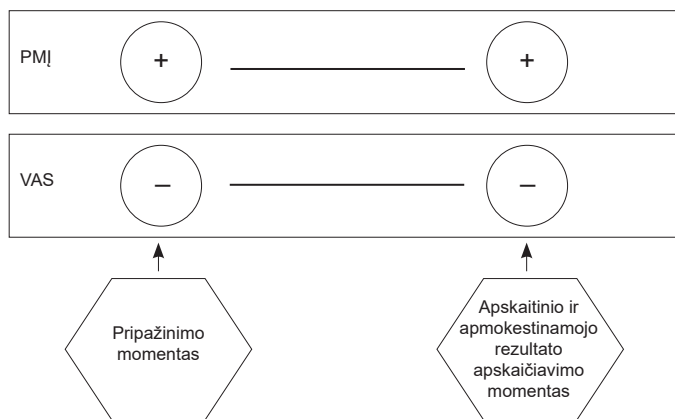 PMĮ
+
+
VAS
–
–
Pripažinimo
momentas
Apskaitinio ir
apmokestinamojo
rezultato
apskaičiavimo
momentas